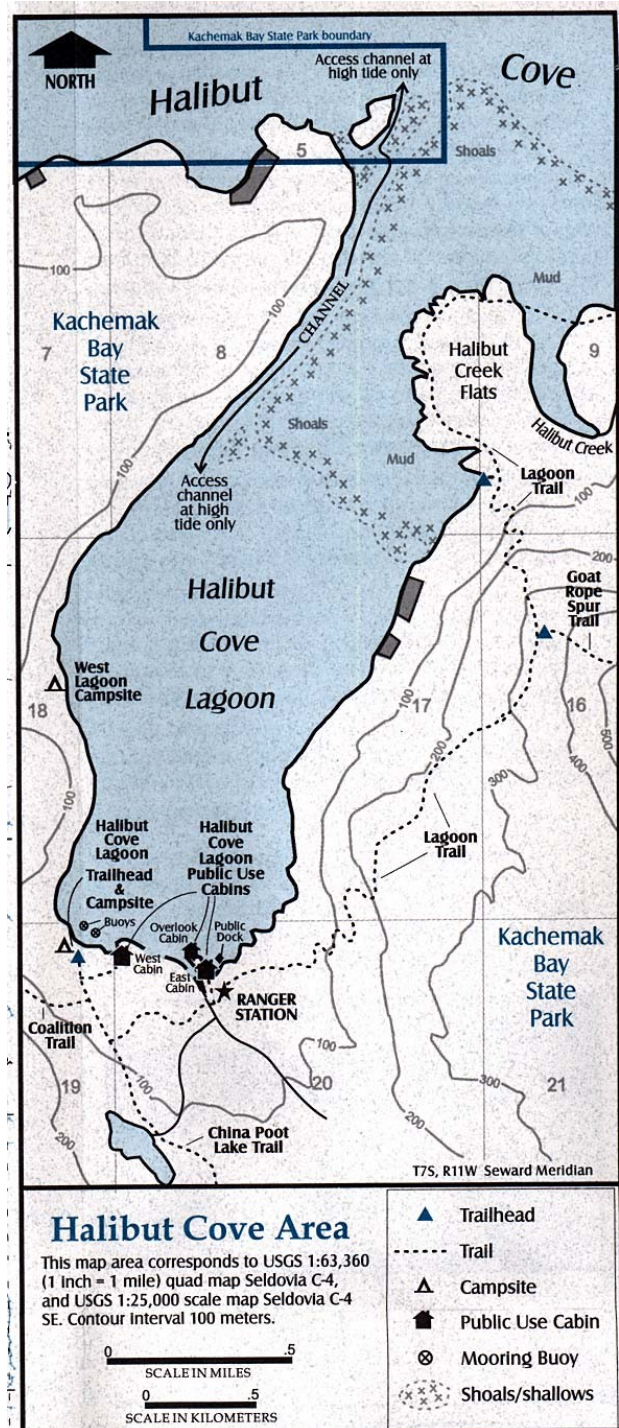 Kachemak Bay State Park boundary
NORTH
Access channel at
high tide only
Halibut
Cove
5
Shoals
100
100
CHANNEL
Mud
Kachemak
Bay
State
Park
7
8
9
Halibut
Creek
Flats
Halibut Creek
Shoals
Mud
Lagoon
Trail
100
100
Access
channel
at high
tide only
200
Halibut
Cove
Lagoon
Goat
Rope
Spur
Trail
West
Lagoon
Campsite
18
100
17
16
100
200
300
400
500
Lagoon
Trail
Halibut
Cove
Lagoon
Trailhead
&
Campsite
Halibut
Cove
Lagoon
Public Use
Cabins
Buoys
Overlook
Cabin
Public
Dock
West
Cabin
East
Cabin
RANGER
STATION
Kachemak
Bay
State
Park
Coalition
Trail
19
100
20
100
21
200
200
300
China Poot
Lake Trail
T7S, R11W Seward Meridian
Halibut Cove Area
This map area corresponds to USGS 1:63,360
(1 inch = 1 mile) quad map Seldovia C-4,
and USGS 1:25,000 scale map Seldovia C-4
SE. Contour Interval 100 meters.
0 .5
SCALE IN MILES
0 .5
SCALE IN KILOMETERS
Trailhead
Trail
Campsite
Public Use Cabin
Mooring Buoy
Shoals/shallows